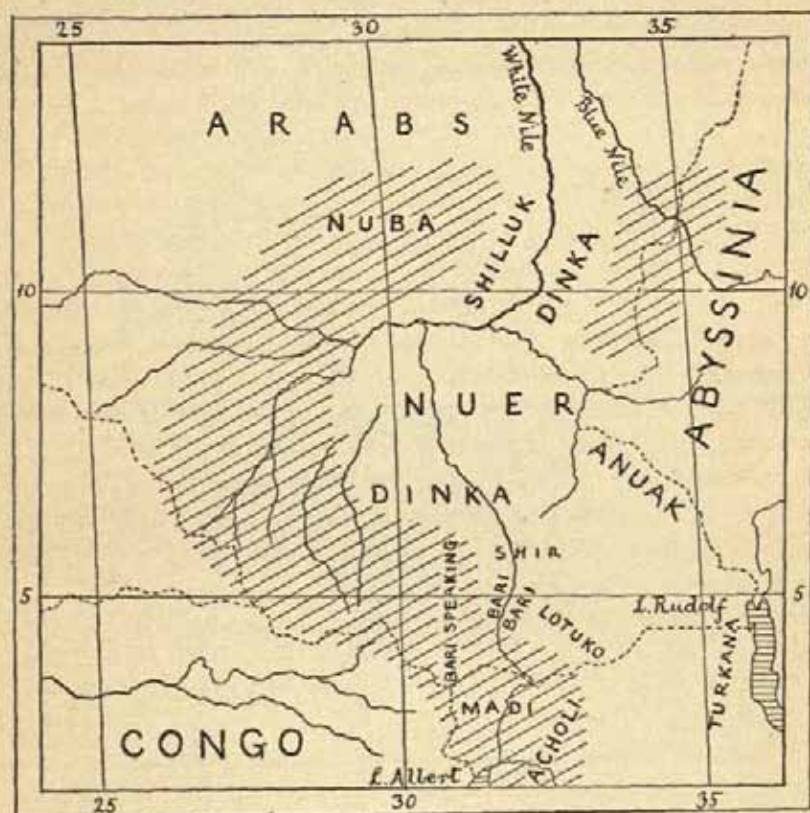 25 30 35
White Nile
Blue Nile
ARABS
NUBA
SHILLUK
DINKA
ABYSSINIA
10 10
NUER
ANUAK
DINKA
SHIR
BARI SPEAKING
BARI
BARI
5 5
LOTUKO
L. Rudolf
TURKANA
MADI
ACHOLI
CONGO
L. Albert
25 30 35